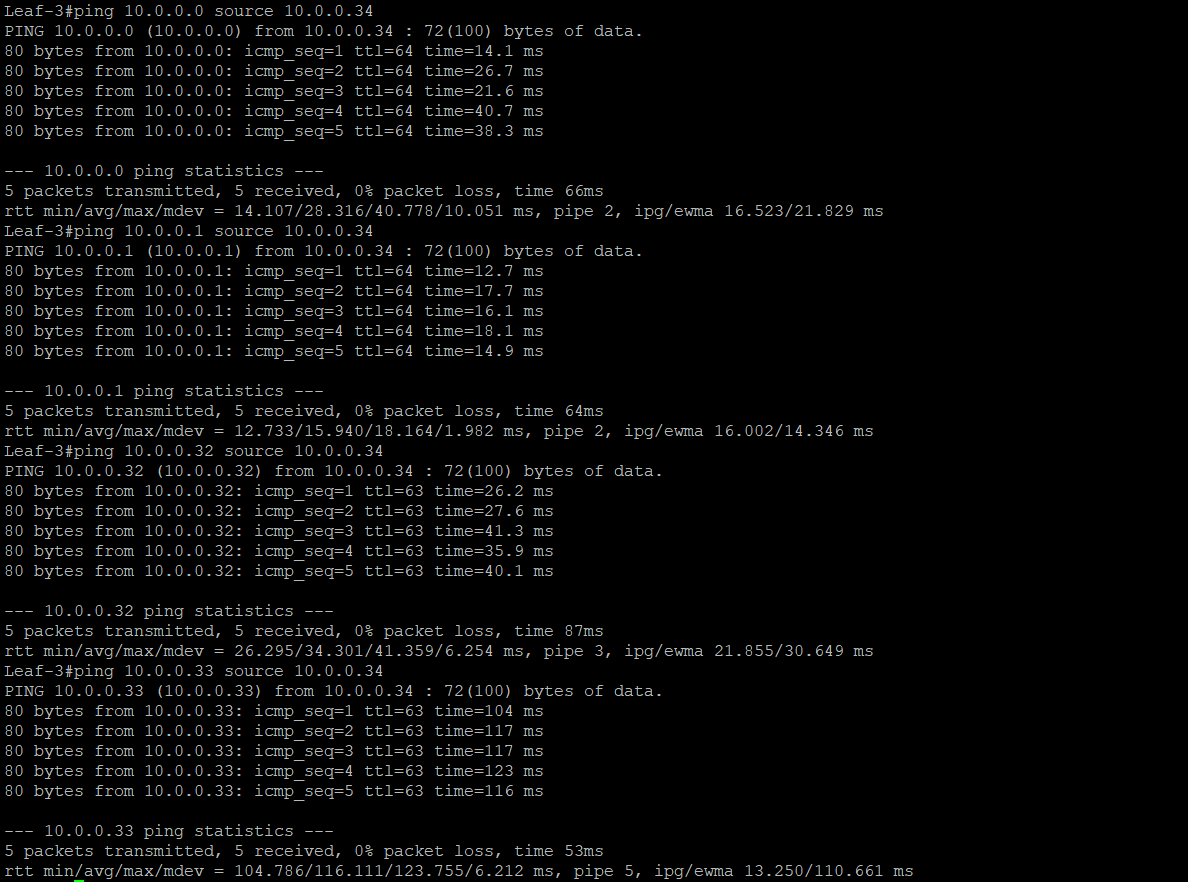 Leaf-3#ping 10.0.0.0 source 10.0.0.34
PING 10.0.0.0 (10.0.0.0) from 10.0.0.34 : 72(100) bytes of data.
80 bytes from 10.0.0.0: icmp_seq=1 ttl=64 time=14.1 ms
80 bytes from 10.0.0.0: icmp_seq=2 ttl=64 time=26.7 ms
80 bytes from 10.0.0.0: icmp_seq=3 ttl=64 time=21.6 ms
80 bytes from 10.0.0.0: icmp_seq=4 ttl=64 time=40.7 ms
80 bytes from 10.0.0.0: icmp_seq=5 ttl=64 time=38.3 ms

--- 10.0.0.0 ping statistics ---
5 packets transmitted, 5 received, 0% packet loss, time 66ms
rtt min/avg/max/mdev = 14.107/28.316/40.778/10.051 ms, pipe 2, ipg/ewma 16.523/21.829 ms
Leaf-3#ping 10.0.0.1 source 10.0.0.34
PING 10.0.0.1 (10.0.0.1) from 10.0.0.34 : 72(100) bytes of data.
80 bytes from 10.0.0.1: icmp_seq=1 ttl=64 time=12.7 ms
80 bytes from 10.0.0.1: icmp_seq=2 ttl=64 time=17.7 ms
80 bytes from 10.0.0.1: icmp_seq=3 ttl=64 time=16.1 ms
80 bytes from 10.0.0.1: icmp_seq=4 ttl=64 time=18.1 ms
80 bytes from 10.0.0.1: icmp_seq=5 ttl=64 time=14.9 ms

--- 10.0.0.1 ping statistics ---
5 packets transmitted, 5 received, 0% packet loss, time 64ms
rtt min/avg/max/mdev = 12.733/15.940/18.164/1.982 ms, pipe 2, ipg/ewma 16.002/14.346 ms
Leaf-3#ping 10.0.0.32 source 10.0.0.34
PING 10.0.0.32 (10.0.0.32) from 10.0.0.34 : 72(100) bytes of data.
80 bytes from 10.0.0.32: icmp_seq=1 ttl=63 time=26.2 ms
80 bytes from 10.0.0.32: icmp_seq=2 ttl=63 time=27.6 ms
80 bytes from 10.0.0.32: icmp_seq=3 ttl=63 time=41.3 ms
80 bytes from 10.0.0.32: icmp_seq=4 ttl=63 time=35.9 ms
80 bytes from 10.0.0.32: icmp_seq=5 ttl=63 time=40.1 ms

--- 10.0.0.32 ping statistics ---
5 packets transmitted, 5 received, 0% packet loss, time 87ms
rtt min/avg/max/mdev = 26.295/34.301/41.359/6.254 ms, pipe 3, ipg/ewma 21.855/30.649 ms
Leaf-3#ping 10.0.0.33 source 10.0.0.34
PING 10.0.0.33 (10.0.0.33) from 10.0.0.34 : 72(100) bytes of data.
80 bytes from 10.0.0.33: icmp_seq=1 ttl=63 time=104 ms
80 bytes from 10.0.0.33: icmp_seq=2 ttl=63 time=117 ms
80 bytes from 10.0.0.33: icmp_seq=3 ttl=63 time=117 ms
80 bytes from 10.0.0.33: icmp_seq=4 ttl=63 time=123 ms
80 bytes from 10.0.0.33: icmp_seq=5 ttl=63 time=116 ms

--- 10.0.0.33 ping statistics ---
5 packets transmitted, 5 received, 0% packet loss, time 53ms
rtt min/avg/max/mdev = 104.786/116.111/123.755/6.212 ms, pipe 5, ipg/ewma 13.250/110.661 ms